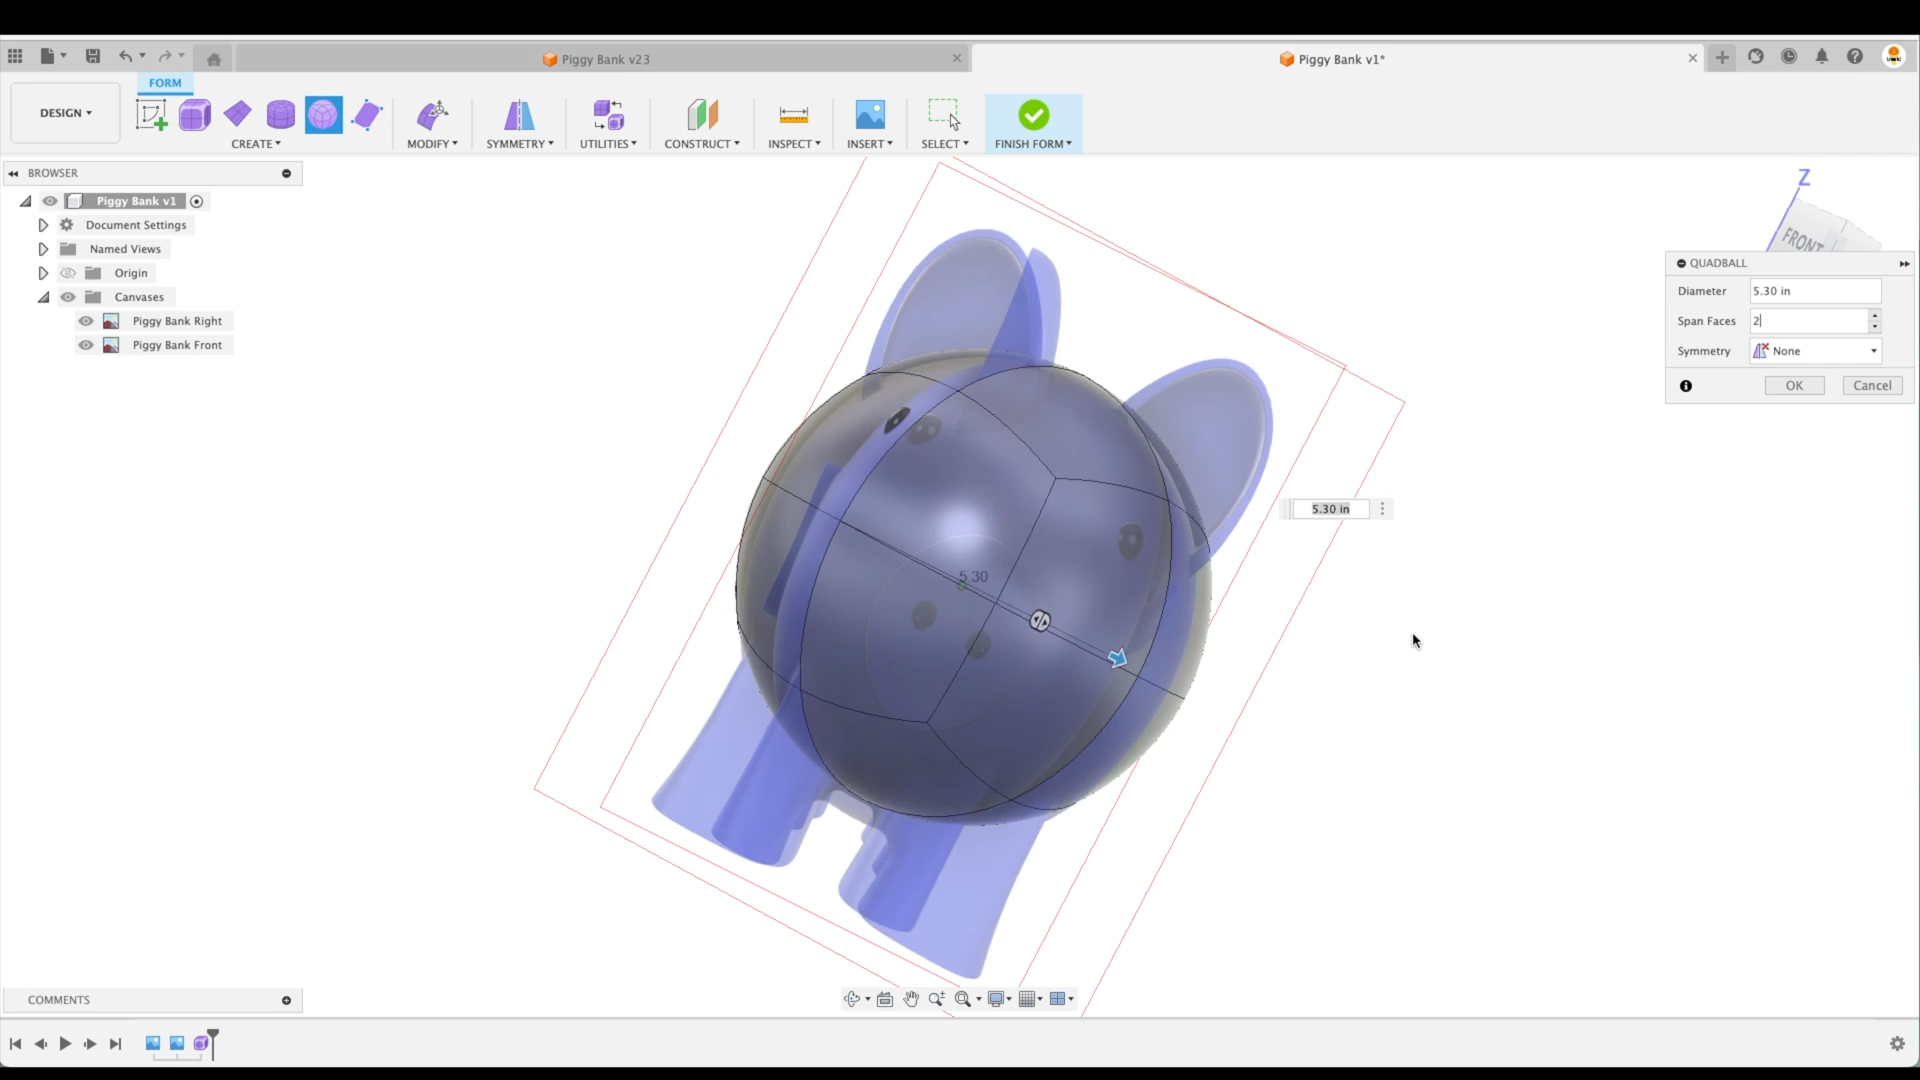 Piggy Bank v23
Piggy Bank v1*
FORM
DESIGN
CREATE
MODIFY
SYMMETRY
UTILITIES
CONSTRUCT
INSPECT
INSERT
SELECT
FINISH FORM
BROWSER
Piggy Bank v1
Document Settings
Named Views
Origin
Canvases
Piggy Bank Right
Piggy Bank Front
Z
FRONT
QUADBALL
Diameter 5.30 in
Span Faces 2
Symmetry None
OK Cancel
5.30 in
5.30
COMMENTS